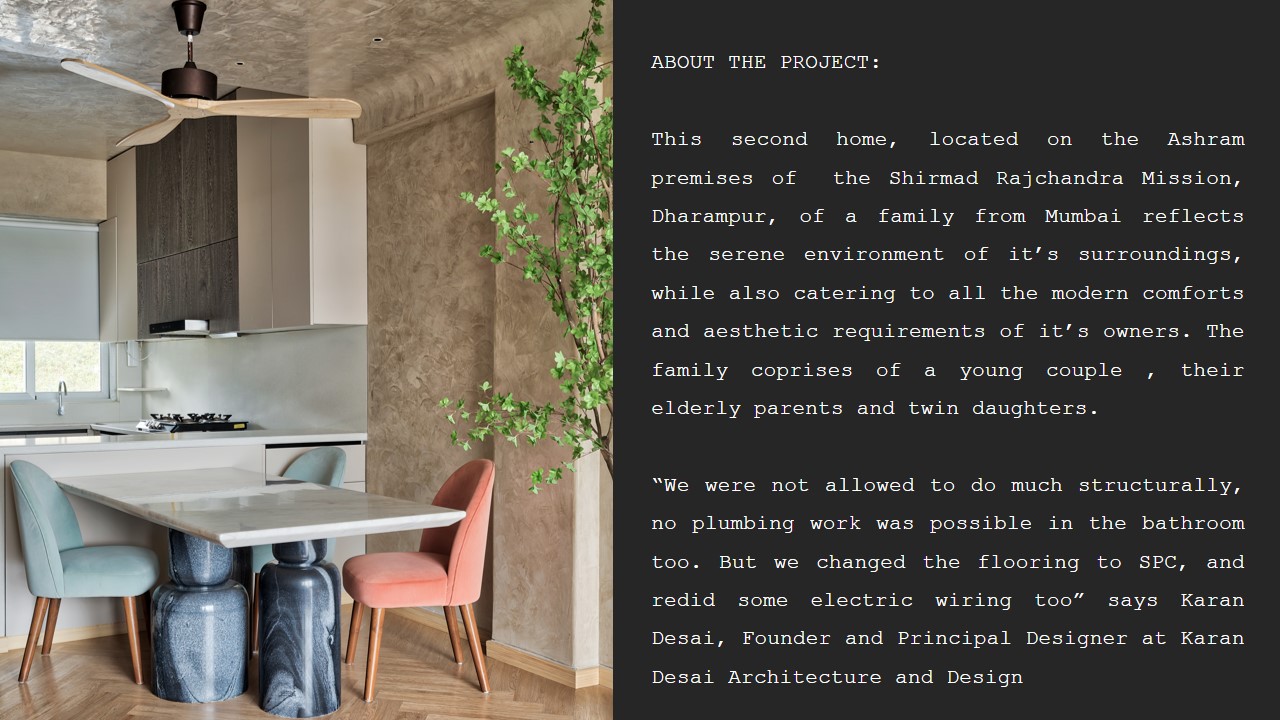 ABOUT THE PROJECT:
This second home, located on the Ashram
premises of the Shirmad Rajchandra Mission,
Dharampur, of a family from Mumbai reflects
the serene environment of it’s surroundings,
while also catering to all the modern comforts
and aesthetic requirements of it’s owners. The
family coprises of a young couple , their
elderly parents and twin daughters.
“We were not allowed to do much structurally,
no plumbing work was possible in the bathroom
too. But we changed the flooring to SPC, and
redid some electric wiring too” says Karan
Desai, Founder and Principal Designer at Karan
Desai Architecture and Design